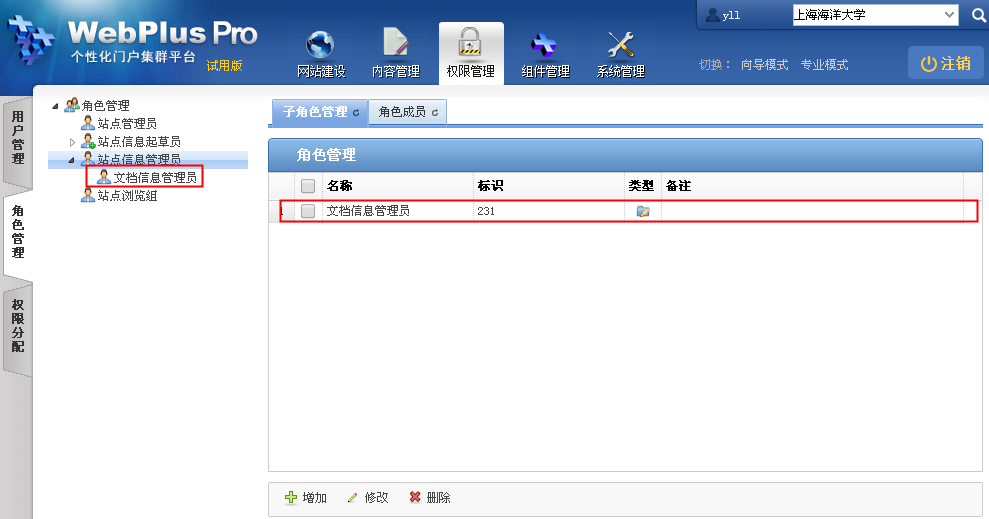 WebPlus Pro
个性化门户集群平台 试用版
网站建设 内容管理 权限管理 组件管理 系统管理
yll 上海海洋大学
切换： 向导模式 专业模式 注销
用户管理
角色管理
权限分配
角色管理
站点管理员
站点信息起草员
站点信息管理员
文档信息管理员
站点浏览组
子角色管理 角色成员
角色管理
名称 标识 类型 备注
1 文档信息管理员 231
增加 修改 删除